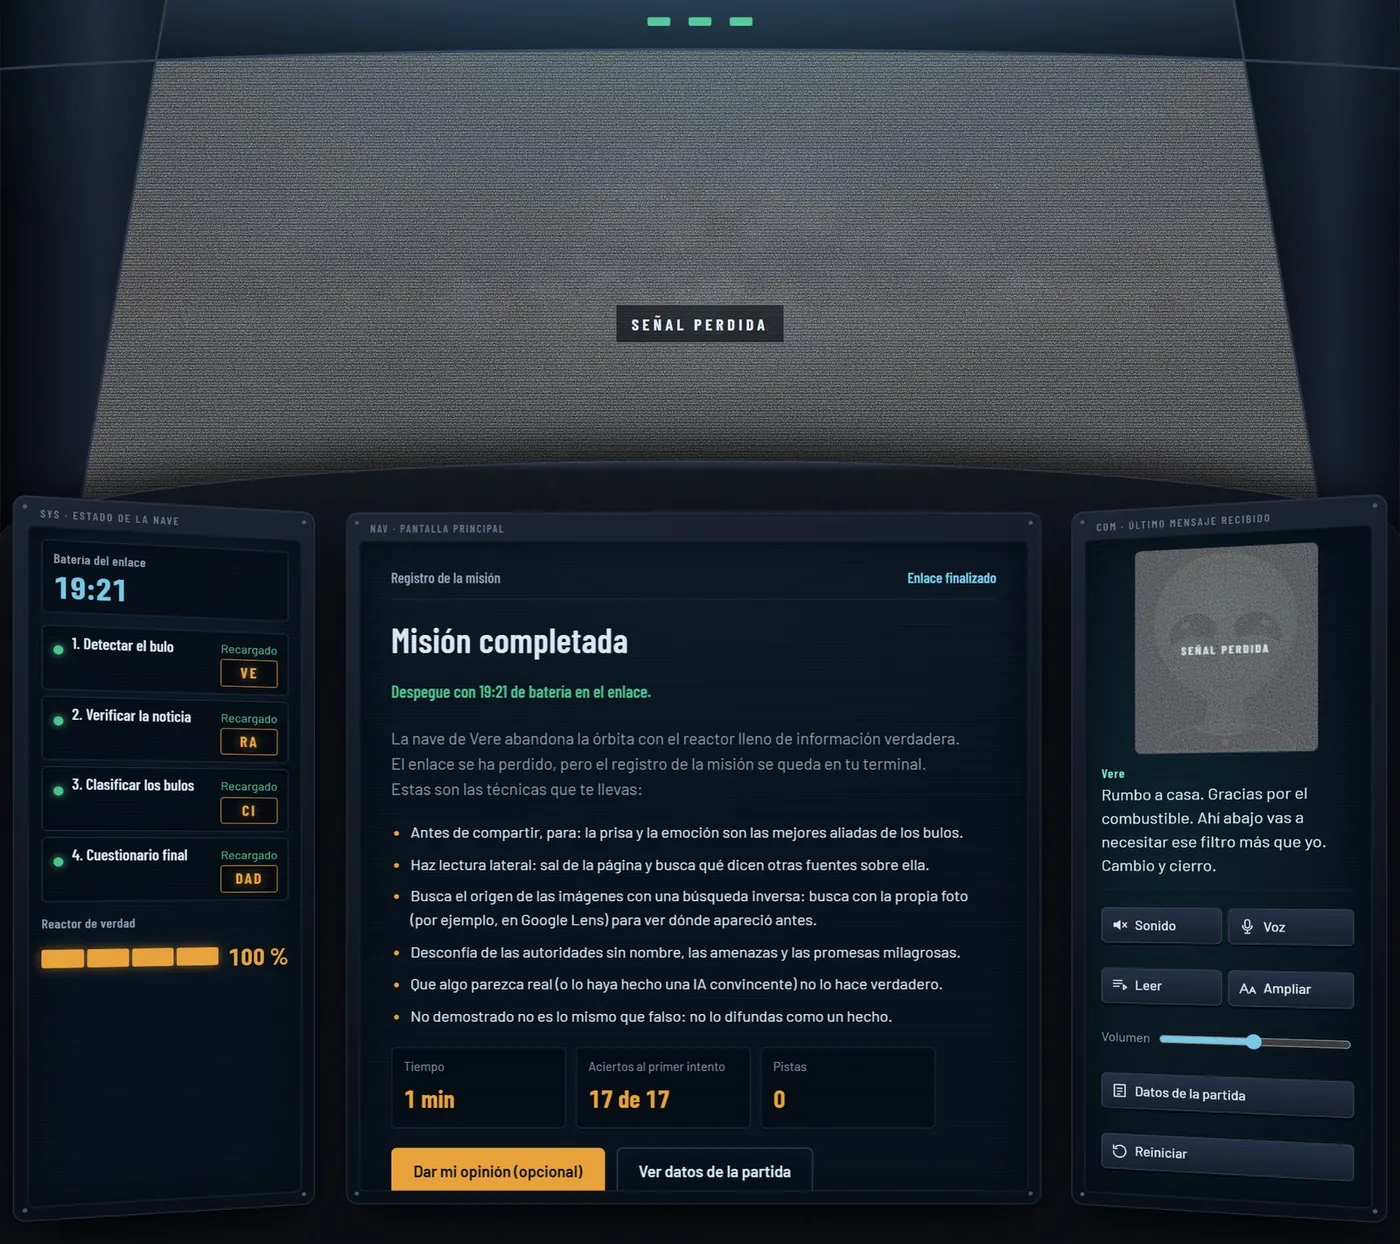 SEÑAL PERDIDA
SYS · ESTADO DE LA NAVE
Batería del enlace
19:21
1. Detectar el bulo
Recargado
VE
2. Verificar la noticia
Recargado
RA
3. Clasificar los bulos
Recargado
CI
4. Cuestionario final
Recargado
DAD
Reactor de verdad
100 %
NAV · PANTALLA PRINCIPAL
Registro de la misión
Enlace finalizado
Misión completada
Despegue con 19:21 de batería en el enlace.
La nave de Vere abandona la órbita con el reactor lleno de información verdadera.
El enlace se ha perdido, pero el registro de la misión se queda en tu terminal.
Estas son las técnicas que te llevas:
• Antes de compartir, para: la prisa y la emoción son las mejores aliadas de los bulos.
• Haz lectura lateral: sal de la página y busca qué dicen otras fuentes sobre ella.
• Busca el origen de las imágenes con una búsqueda inversa: busca con la propia foto
(por ejemplo, en Google Lens) para ver dónde apareció antes.
• Desconfía de las autoridades sin nombre, las amenazas y las promesas milagrosas.
• Que algo parezca real (o lo haya hecho una IA convincente) no lo hace verdadero.
• No demostrado no es lo mismo que falso: no lo difundas como un hecho.
Tiempo
1 min
Aciertos al primer intento
17 de 17
Pistas
0
Dar mi opinión (opcional)
Ver datos de la partida
COM · ÚLTIMO MENSAJE RECIBIDO
SEÑAL PERDIDA
Vere
Rumbo a casa. Gracias por el
combustible. Ahí abajo vas a
necesitar ese filtro más que yo.
Cambio y cierro.
Sonido
Voz
Leer
AA Ampliar
Volumen
Datos de la partida
Reiniciar